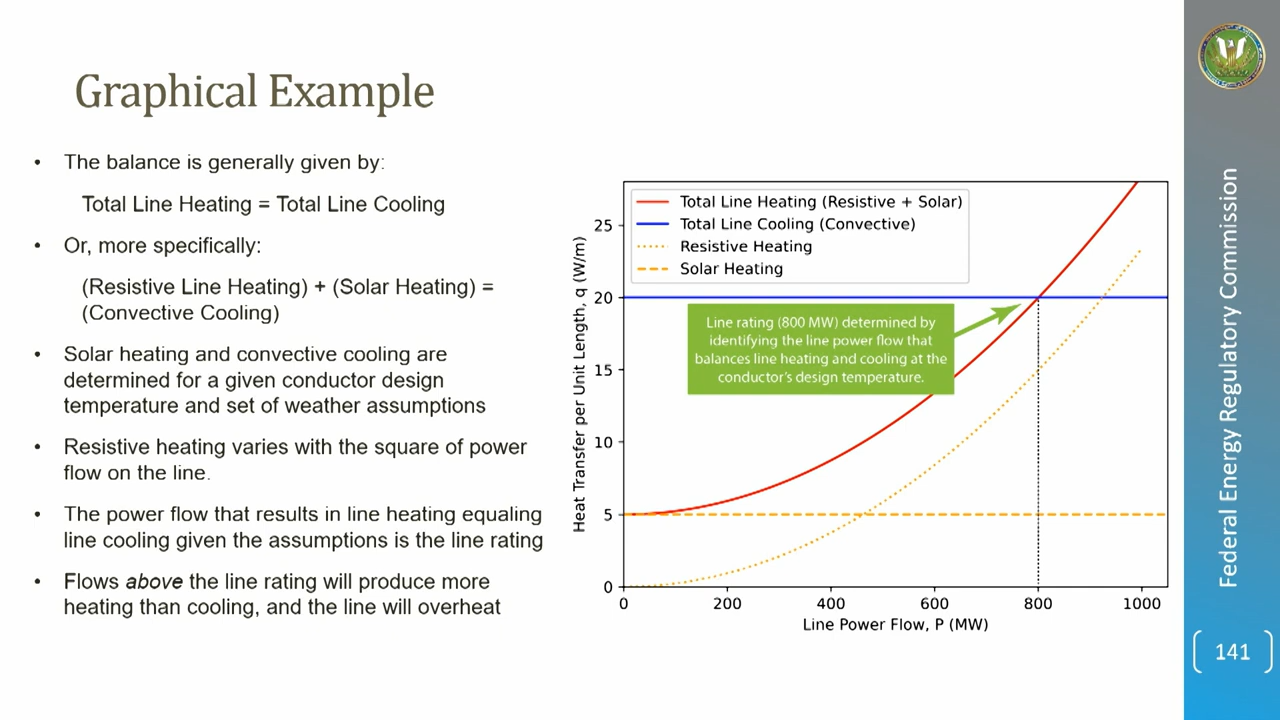 Graphical Example
• The balance is generally given by:
Total Line Heating = Total Line Cooling
• Or, more specifically:
(Resistive Line Heating) + (Solar Heating) =
(Convective Cooling)
• Solar heating and convective cooling are
determined for a given conductor design
temperature and set of weather assumptions
• Resistive heating varies with the square of power
flow on the line.
• The power flow that results in line heating equaling
line cooling given the assumptions is the line rating
• Flows above the line rating will produce more
heating than cooling, and the line will overheat
Total Line Heating (Resistive + Solar)
Total Line Cooling (Convective)
Resistive Heating
Solar Heating
Line rating (800 MW) determined by
identifying the line power flow that
balances line heating and cooling at the
conductor's design temperature.
Heat Transfer per Unit Length, q (W/m)
25
20
15
10
5
0
0 200 400 600 800 1000
Line Power Flow, P (MW)
Federal Energy Regulatory Commission
141